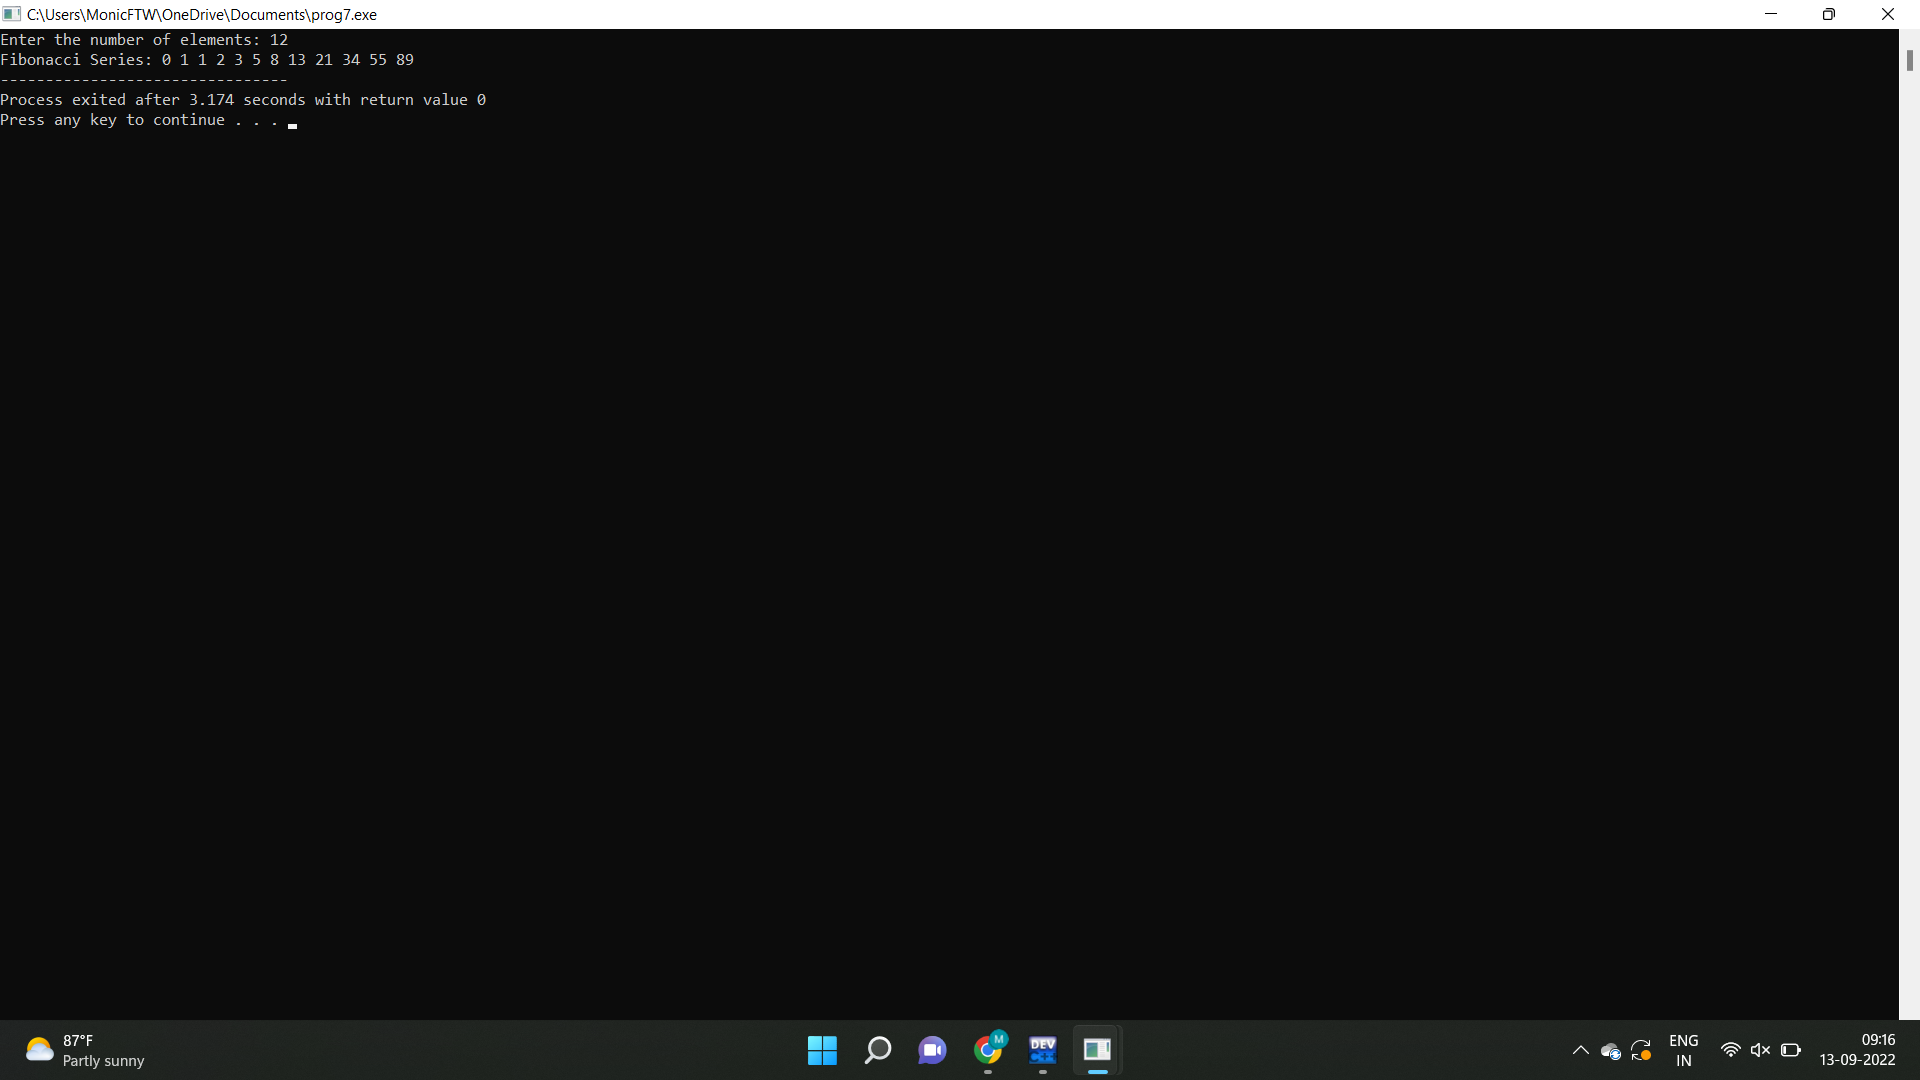 C:\Users\MonicFTW\OneDrive\Documents\prog7.exe
Enter the number of elements: 12
Fibonacci Series: 0 1 1 2 3 5 8 13 21 34 55 89
--------------------------------
Process exited after 3.174 seconds with return value 0
Press any key to continue . . .
87°F
Partly sunny
M
DEV
C++
ENG
IN
09:16
13-09-2022